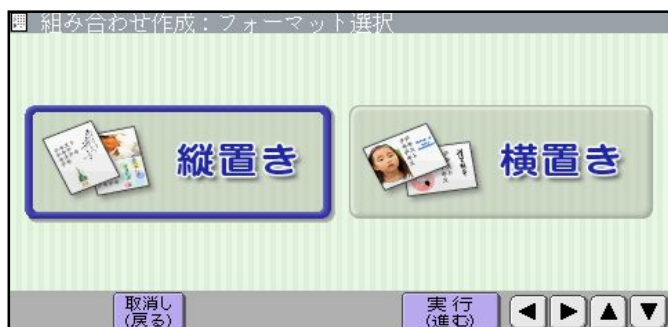 組み合わせ作成：フォーマット選択
縦置き
横置き
取消し
(戻る)
実行
(進む)
◀ ▶ ▲ ▼